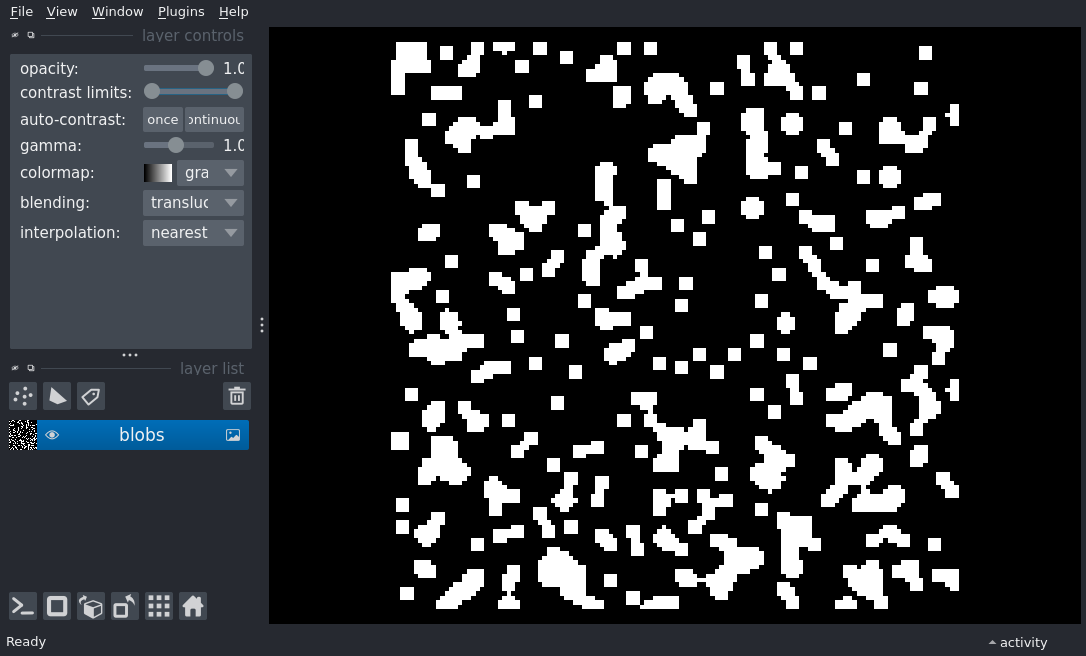 File View Window Plugins Help
layer controls
opacity: 1.0
contrast limits:
auto-contrast: once ontinuou
gamma: 1.0
colormap: gra
blending: transluc
interpolation: nearest
layer list
blobs
Ready
activity